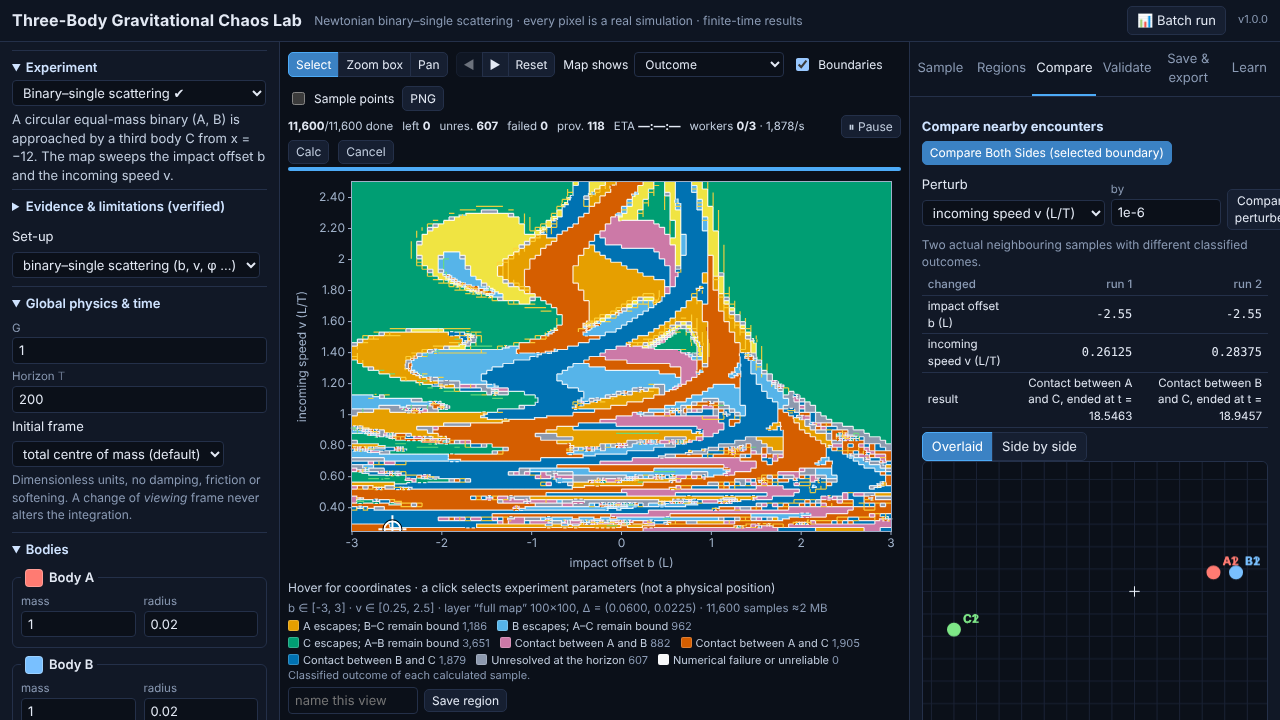 Three-Body Gravitational Chaos Lab
Newtonian binary–single scattering · every pixel is a real simulation · finite-time results
📊 Batch run
v1.0.0
▼ Experiment
Binary–single scattering ✔
A circular equal-mass binary (A, B) is
approached by a third body C from x =
−12. The map sweeps the impact offset b
and the incoming speed v.
▶ Evidence & limitations (verified)
Set-up
binary–single scattering (b, v, φ ...)
▼ Global physics & time
G
1
Horizon T
200
Initial frame
total centre of mass (default)
Dimensionless units, no damping, friction or
softening. A change of viewing frame never
▼ Bodies
Body A
mass
radius
1
0.02
Body B
mass
radius
1
0.02
Select
Zoom box
Pan
◀
▶
Reset
Map shows
Outcome
Boundaries
Sample points
PNG
11,600/11,600 done left 0 unres. 607 failed 0 prov. 118 ETA —:—:— workers 0/3 · 1,878/s
⏸ Pause
Calc
Cancel
2.40
2.20
2
1.80
1.60
1.40
1.20
1
0.80
0.60
0.40
incoming speed v (L/T)
-3
-2
-1
0
1
2
3
impact offset b (L)
Hover for coordinates · a click selects experiment parameters (not a physical position)
b ∈ [-3, 3] · v ∈ [0.25, 2.5] · layer “full map” 100×100, Δ = (0.0600, 0.0225) · 11,600 samples ≈2 MB
A escapes; B–C remain bound 1,186
B escapes; A–C remain bound 962
C escapes; A–B remain bound 3,651
Contact between A and B 882
Contact between A and C 1,905
Contact between B and C 1,879
Unresolved at the horizon 607
Numerical failure or unreliable 0
Classified outcome of each calculated sample.
name this view
Save region
Sample
Regions
Compare
Validate
Save &
export
Learn
Compare nearby encounters
Compare Both Sides (selected boundary)
Perturb
by
incoming speed v (L/T)
1e-6
Two actual neighbouring samples with different classified
outcomes.
changed
run 1
run 2
impact offset
b (L)
-2.55
-2.55
incoming
speed v (L/T)
0.26125
0.28375
result
Contact between A
and C, ended at t =
18.5463
Contact between B
and C, ended at t =
18.9457
Overlaid
Side by side